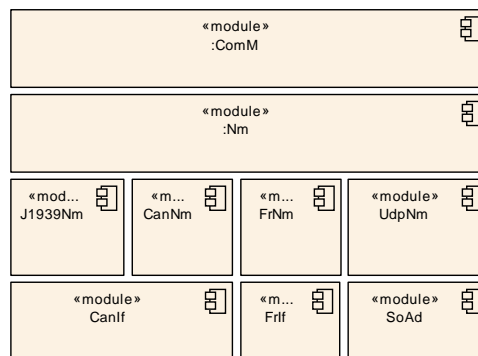 «module»
:ComM
«module»
:Nm
«mod...
J1939Nm
«m...
CanNm
«m...
FrNm
«module»
UdpNm
«module»
CanIf
«m...
FrIf
«module»
SoAd